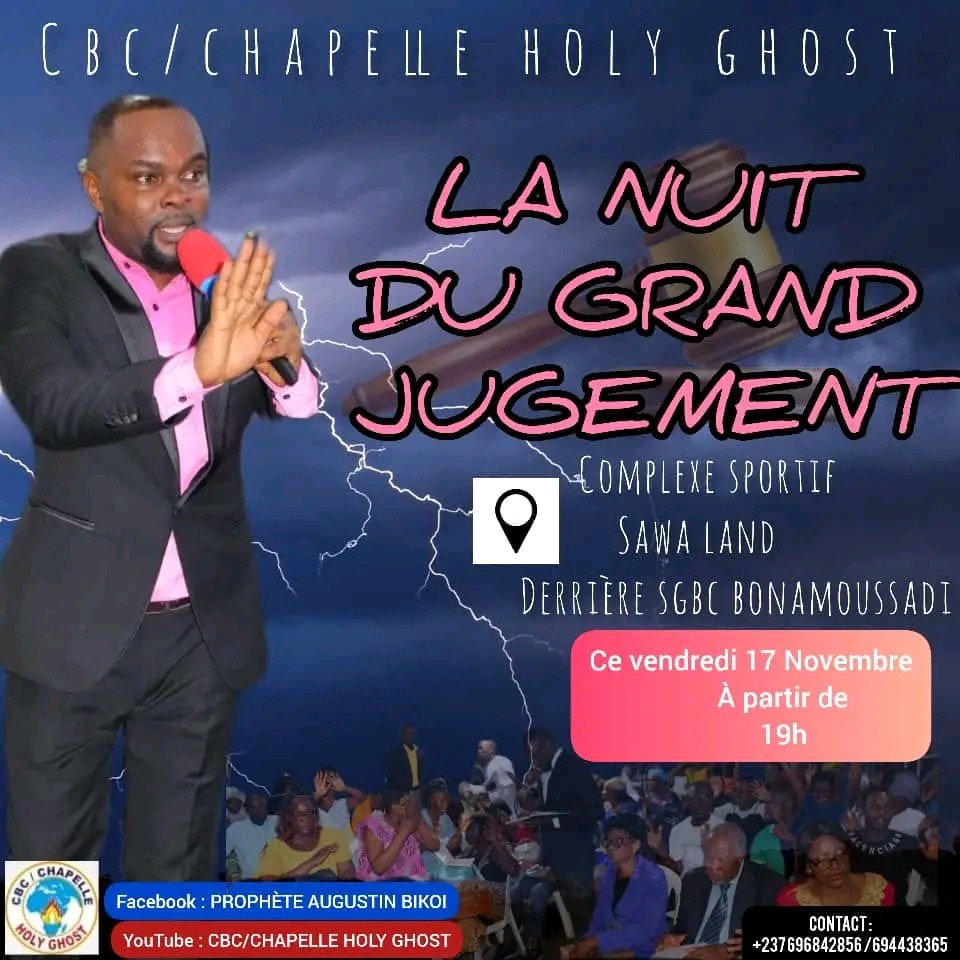 CBC/CHAPELLE HOLY GHOST
LA NUIT
DU GRAND
JUGEMENT
COMPLEXE SPORTIF
SAWA LAND
DERRIÈRE SGBC BONAMOUSSADI
Ce vendredi 17 Novembre
À partir de
19h
CBC / CHAPELLE
HOLY GHOST
Facebook : PROPHÈTE AUGUSTIN BIKOI
YouTube : CBC/CHAPELLE HOLY GHOST
CONTACT :
+237696842856 /694438365